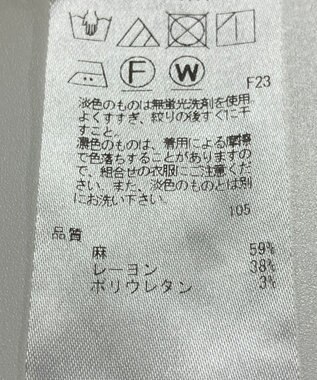 F W
F23
淡色のものは無蛍光洗剤を使用。
よくすすぎ、絞りの後すぐに干
すこと。
濃色のものは、着用による摩擦
で色落ちすることがありますの
で、組合せの衣服にご注意くだ
さい。また、淡色のものとは別
にお洗い下さい。
105
品質
麻 59%
レーヨン 38%
ポリウレタン 3%